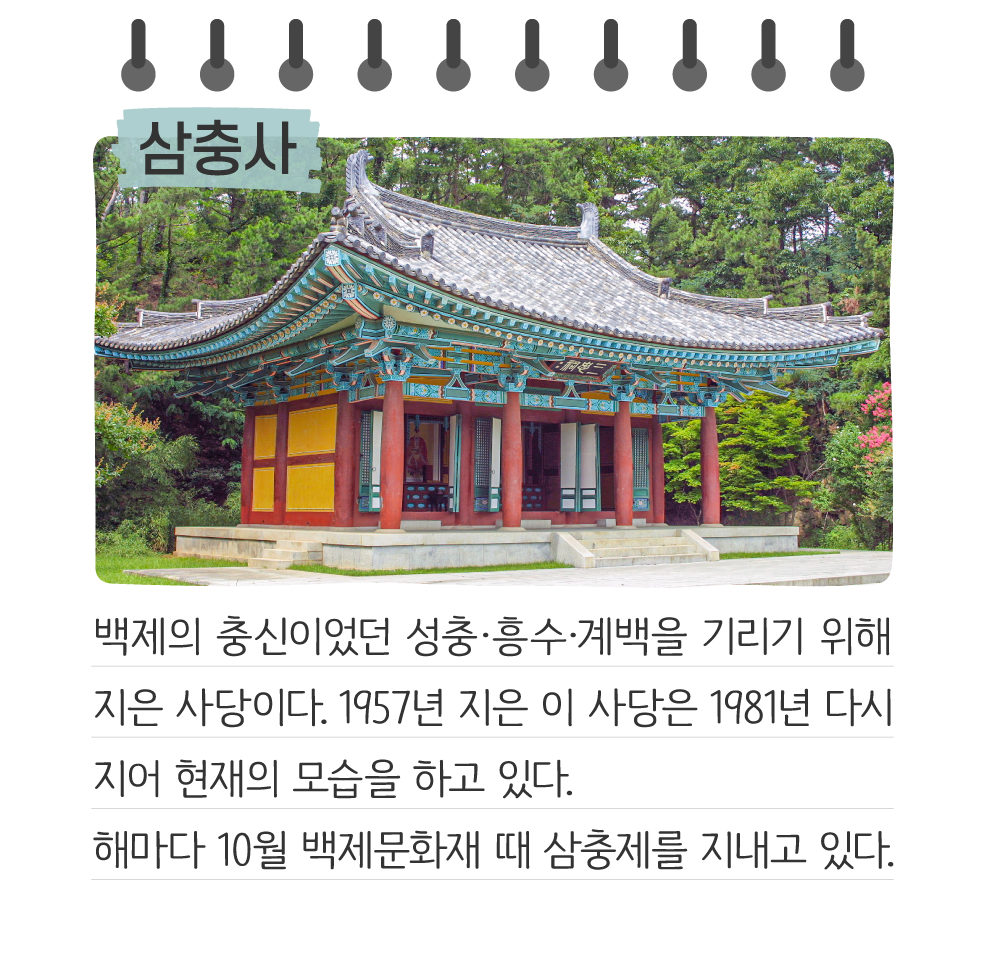 삼충사
백제의 충신이었던 성충·흥수·계백을 기리기 위해
지은 사당이다. 1957년 지은 이 사당은 1981년 다시
지어 현재의 모습을 하고 있다.
해마다 10월 백제문화재 때 삼충제를 지내고 있다.